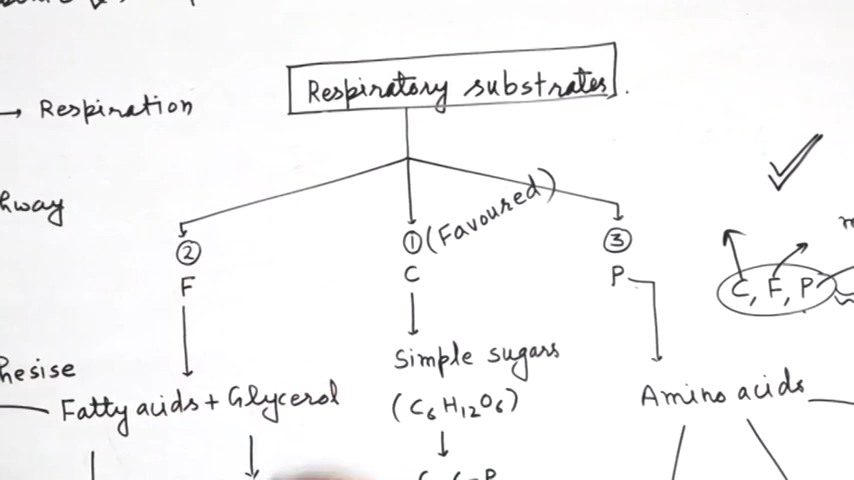 Respiratory substrates.
→ Respiration
hway
② ① (Favoured) ③
F C P
C, F, P
Simple sugars
hesise
Fatty acids + Glycerol (C₆H₁₂O₆) Amino acids